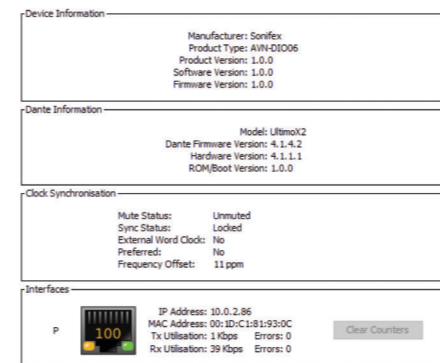 Device Information
Manufacturer: Sonifex
Product Type: AVN-DIO06
Product Version: 1.0.0
Software Version: 1.0.0
Firmware Version: 1.0.0
Dante Information
Model: UltimoX2
Dante Firmware Version: 4.1.4.2
Hardware Version: 4.1.1.1
ROM/Boot Version: 1.0.0
Clock Synchronisation
Mute Status: Unmuted
Sync Status: Locked
External Word Clock: No
Preferred: No
Frequency Offset: 11 ppm
Interfaces
P
100
IP Address: 10.0.2.86
MAC Address: 00:1D:C1:81:93:0C
Tx Utilisation: 1 Kbps Errors: 0
Rx Utilisation: 39 Kbps Errors: 0
Clear Counters